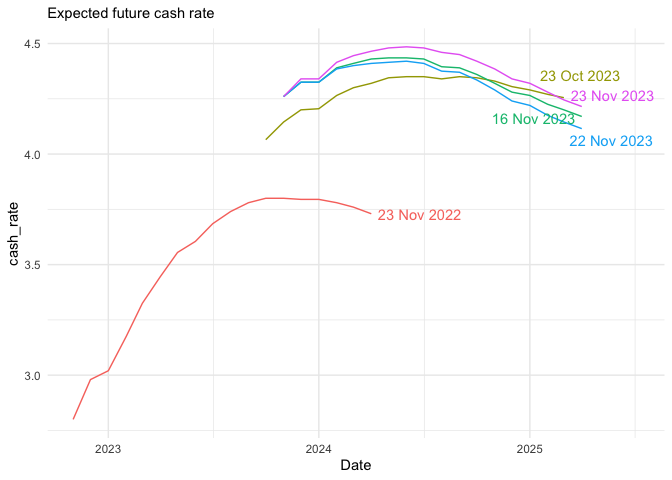 Expected future cash rate
4.5
23 Oct 2023
23 Nov 2023
16 Nov 2023
22 Nov 2023
4.0
23 Nov 2022
cash_rate
3.5
3.0
2023
2024
2025
Date